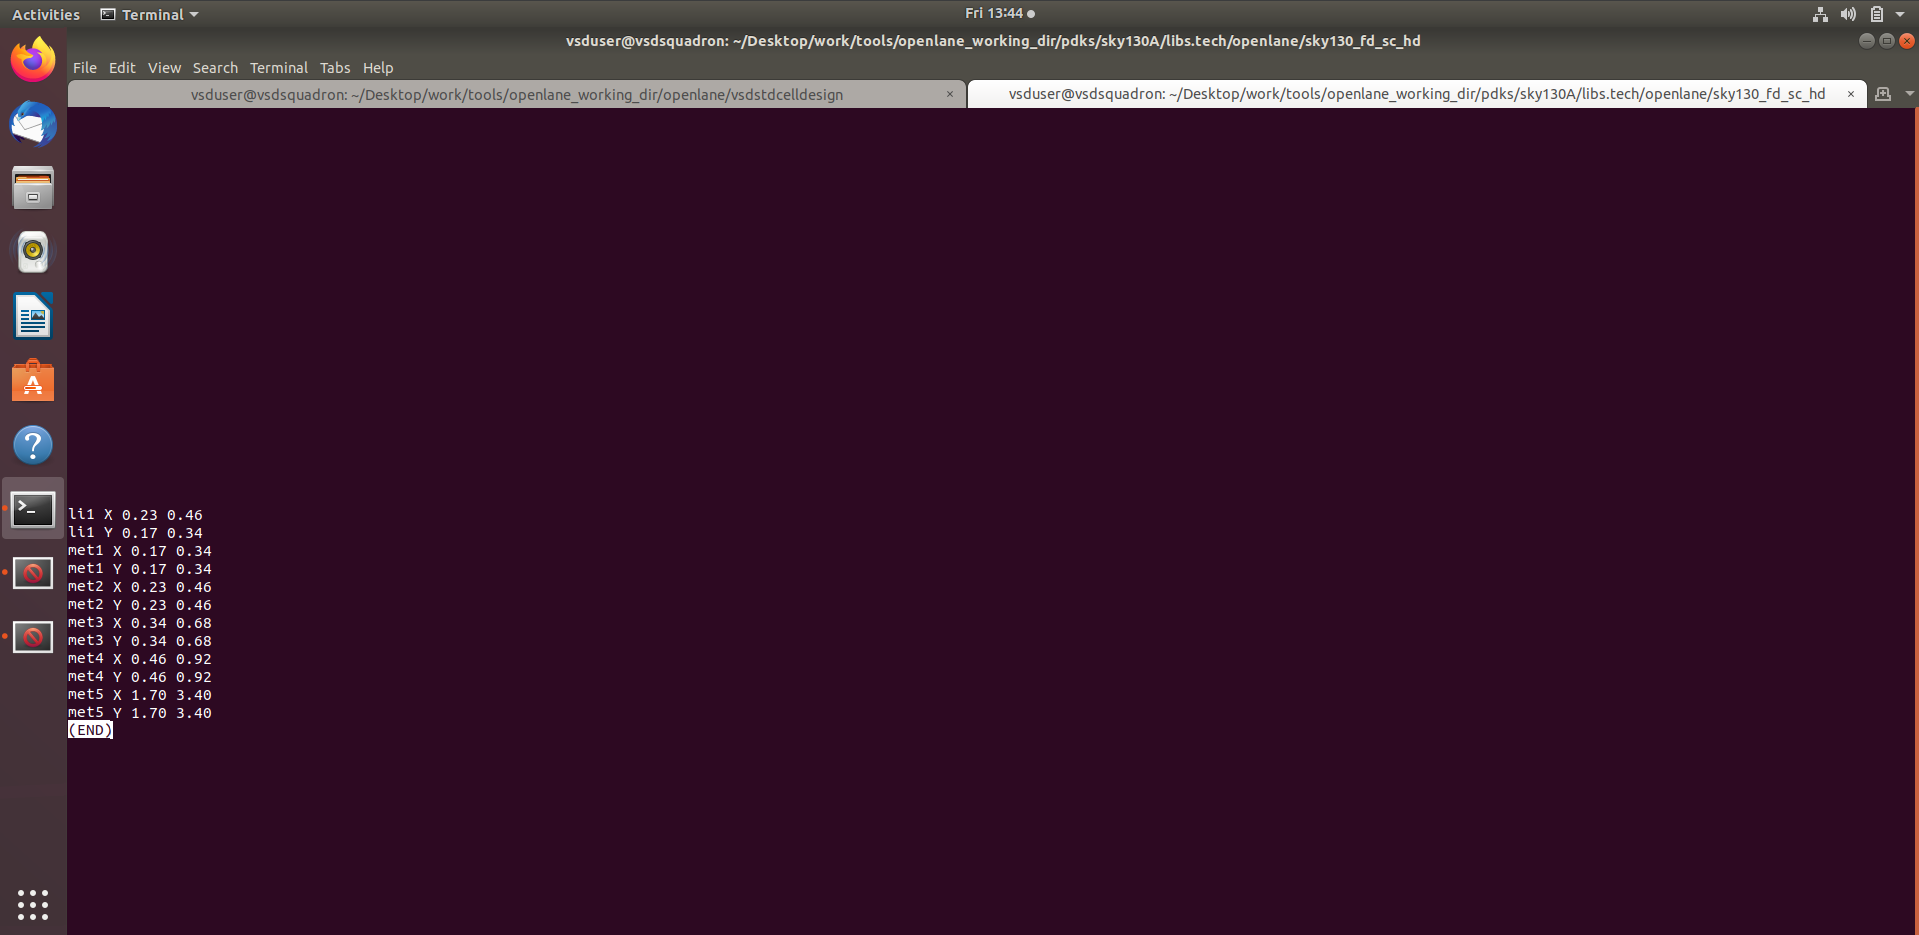 Activities Terminal Fri 13:44
vsduser@vsdsquadron: ~/Desktop/work/tools/openlane_working_dir/pdks/sky130A/libs.tech/openlane/sky130_fd_sc_hd
File Edit View Search Terminal Tabs Help
vsduser@vsdsquadron: ~/Desktop/work/tools/openlane_working_dir/openlane/vsdstdcelldesign × vsduser@vsdsquadron: ~/Desktop/work/tools/openlane_working_dir/pdks/sky130A/libs.tech/openlane/sky130_fd_sc_hd ×
li1 X 0.23 0.46
li1 Y 0.17 0.34
met1 X 0.17 0.34
met1 Y 0.17 0.34
met2 X 0.23 0.46
met2 Y 0.23 0.46
met3 X 0.34 0.68
met3 Y 0.34 0.68
met4 X 0.46 0.92
met4 Y 0.46 0.92
met5 X 1.70 3.40
met5 Y 1.70 3.40
(END)